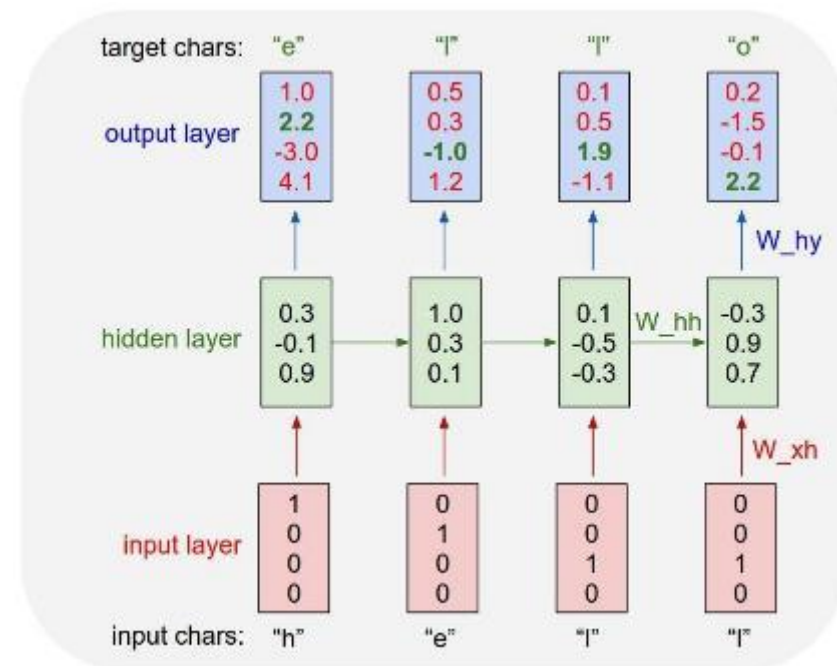 target chars: “e” “l” “l” “o”
output layer
1.0 0.5 0.1 0.2
2.2 0.3 0.5 -1.5
-3.0 -1.0 1.9 -0.1
4.1 1.2 -1.1 2.2
W_hy
hidden layer
0.3 1.0 0.1 -0.3
-0.1 0.3 -0.5 0.9
0.9 0.1 -0.3 0.7
W_hh
W_xh
input layer
1 0 0 0
0 1 0 0
0 0 1 1
0 0 0 0
input chars: “h” “e” “l” “l”